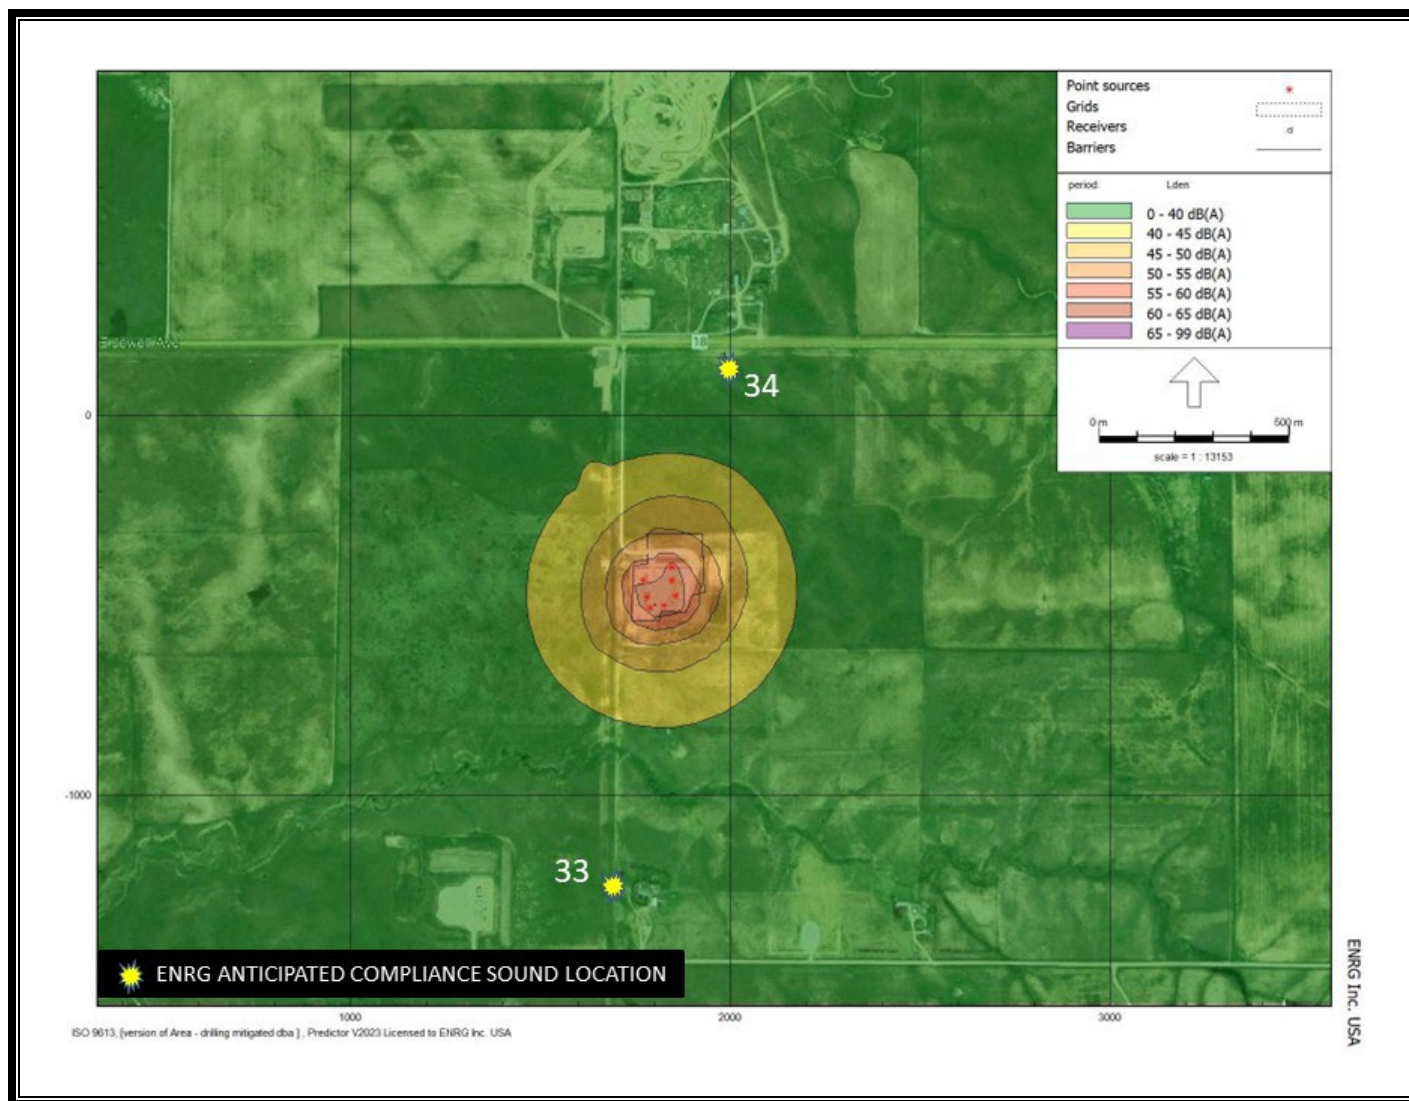 Point sources
Grids
Receivers
Barriers
period: Lden
0 - 40 dB(A)
40 - 45 dB(A)
45 - 50 dB(A)
50 - 55 dB(A)
55 - 60 dB(A)
60 - 65 dB(A)
65 - 99 dB(A)
0 m 500 m
scale = 1 : 13153
E Jewell Ave
18
34
0
-1000
33
ENRG ANTICIPATED COMPLIANCE SOUND LOCATION
1000 2000 3000
ISO 9613, [version of Area - drilling mitigated dba ] , Predictor V2023 Licensed to ENRG Inc. USA
ENRG Inc. USA